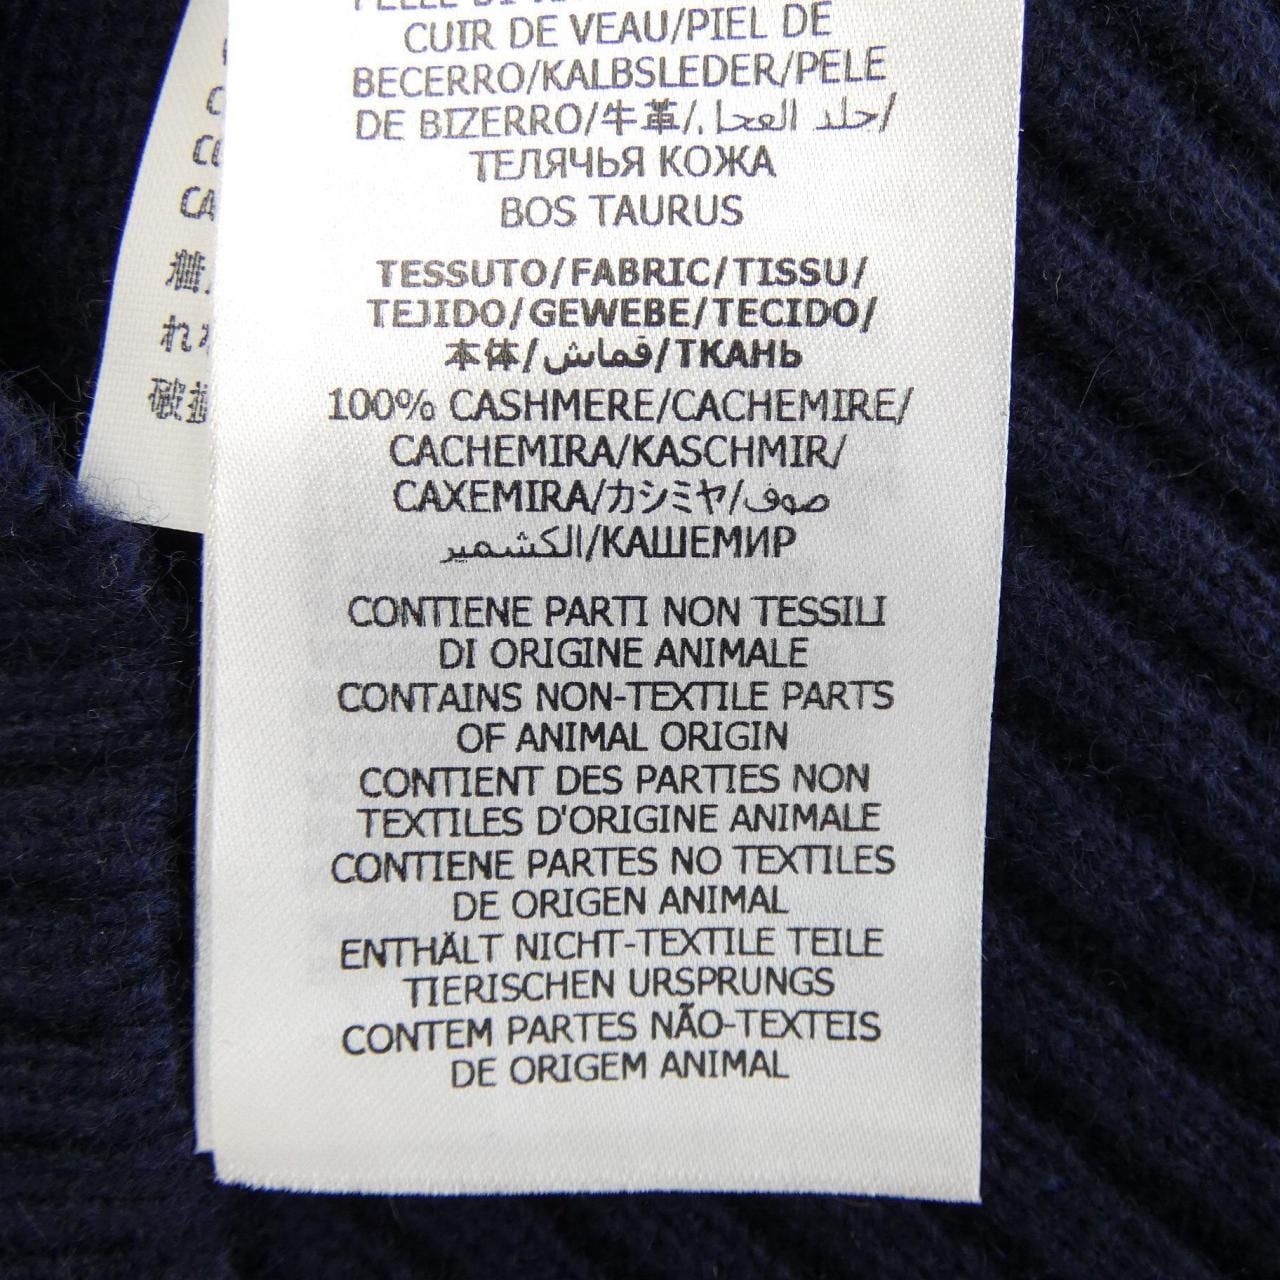 CUIR DE VEAU/PIEL DE
BECERRO/KALBSLEDER/PELE
DE BIZERRO/牛革/جلد العجل/
ТЕЛЯЧЬЯ КОЖА
BOS TAURUS
TESSUTO/FABRIC/TISSU/
TEJIDO/GEWEBE/TECIDO/
本体/قماش/ТКАНЬ
100% CASHMERE/CACHEMIRE/
CACHEMIRA/KASCHMIR/
CAXEMIRA/カシミヤ/صوف
الكشمير/КАШЕМИР
CONTIENE PARTI NON TESSILI
DI ORIGINE ANIMALE
CONTAINS NON-TEXTILE PARTS
OF ANIMAL ORIGIN
CONTIENT DES PARTIES NON
TEXTILES D'ORIGINE ANIMALE
CONTIENE PARTES NO TEXTILES
DE ORIGEN ANIMAL
ENTHÄLT NICHT-TEXTILE TEILE
TIERISCHEN URSPRUNGS
CONTEM PARTES NÃO-TEXTEIS
DE ORIGEM ANIMAL